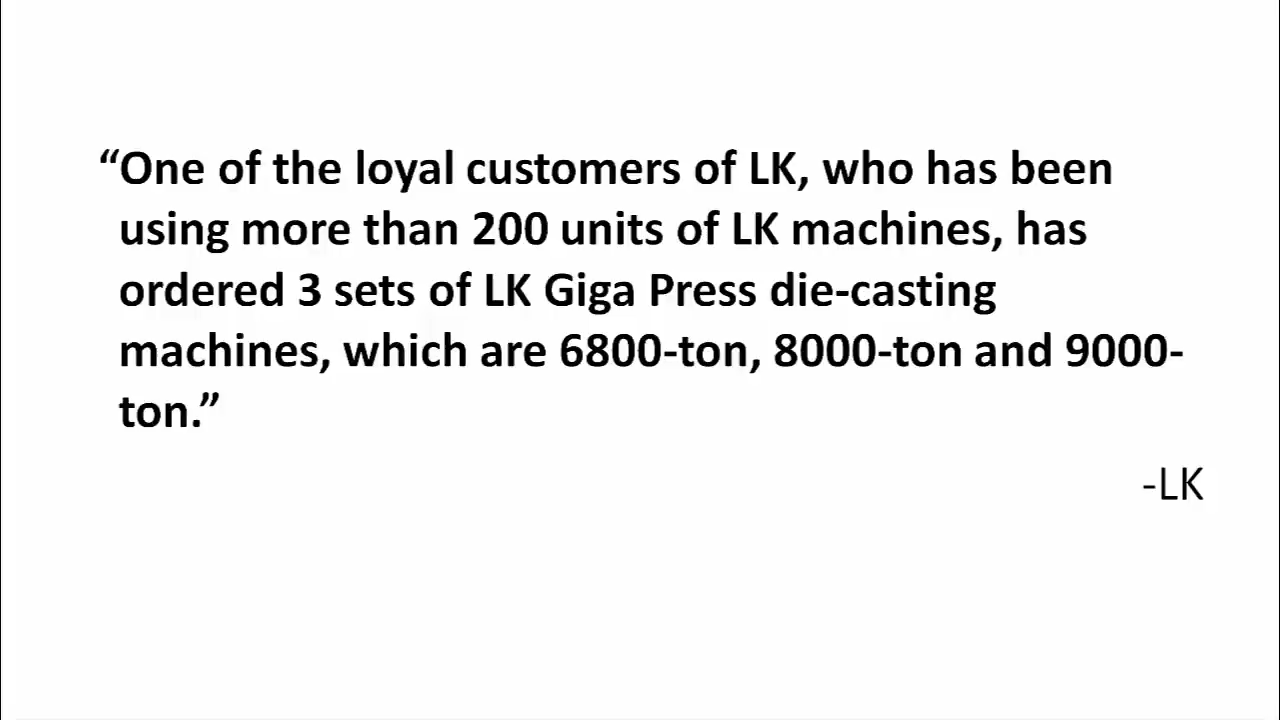 “One of the loyal customers of LK, who has been
using more than 200 units of LK machines, has
ordered 3 sets of LK Giga Press die-casting
machines, which are 6800-ton, 8000-ton and 9000-
ton.”
-LK